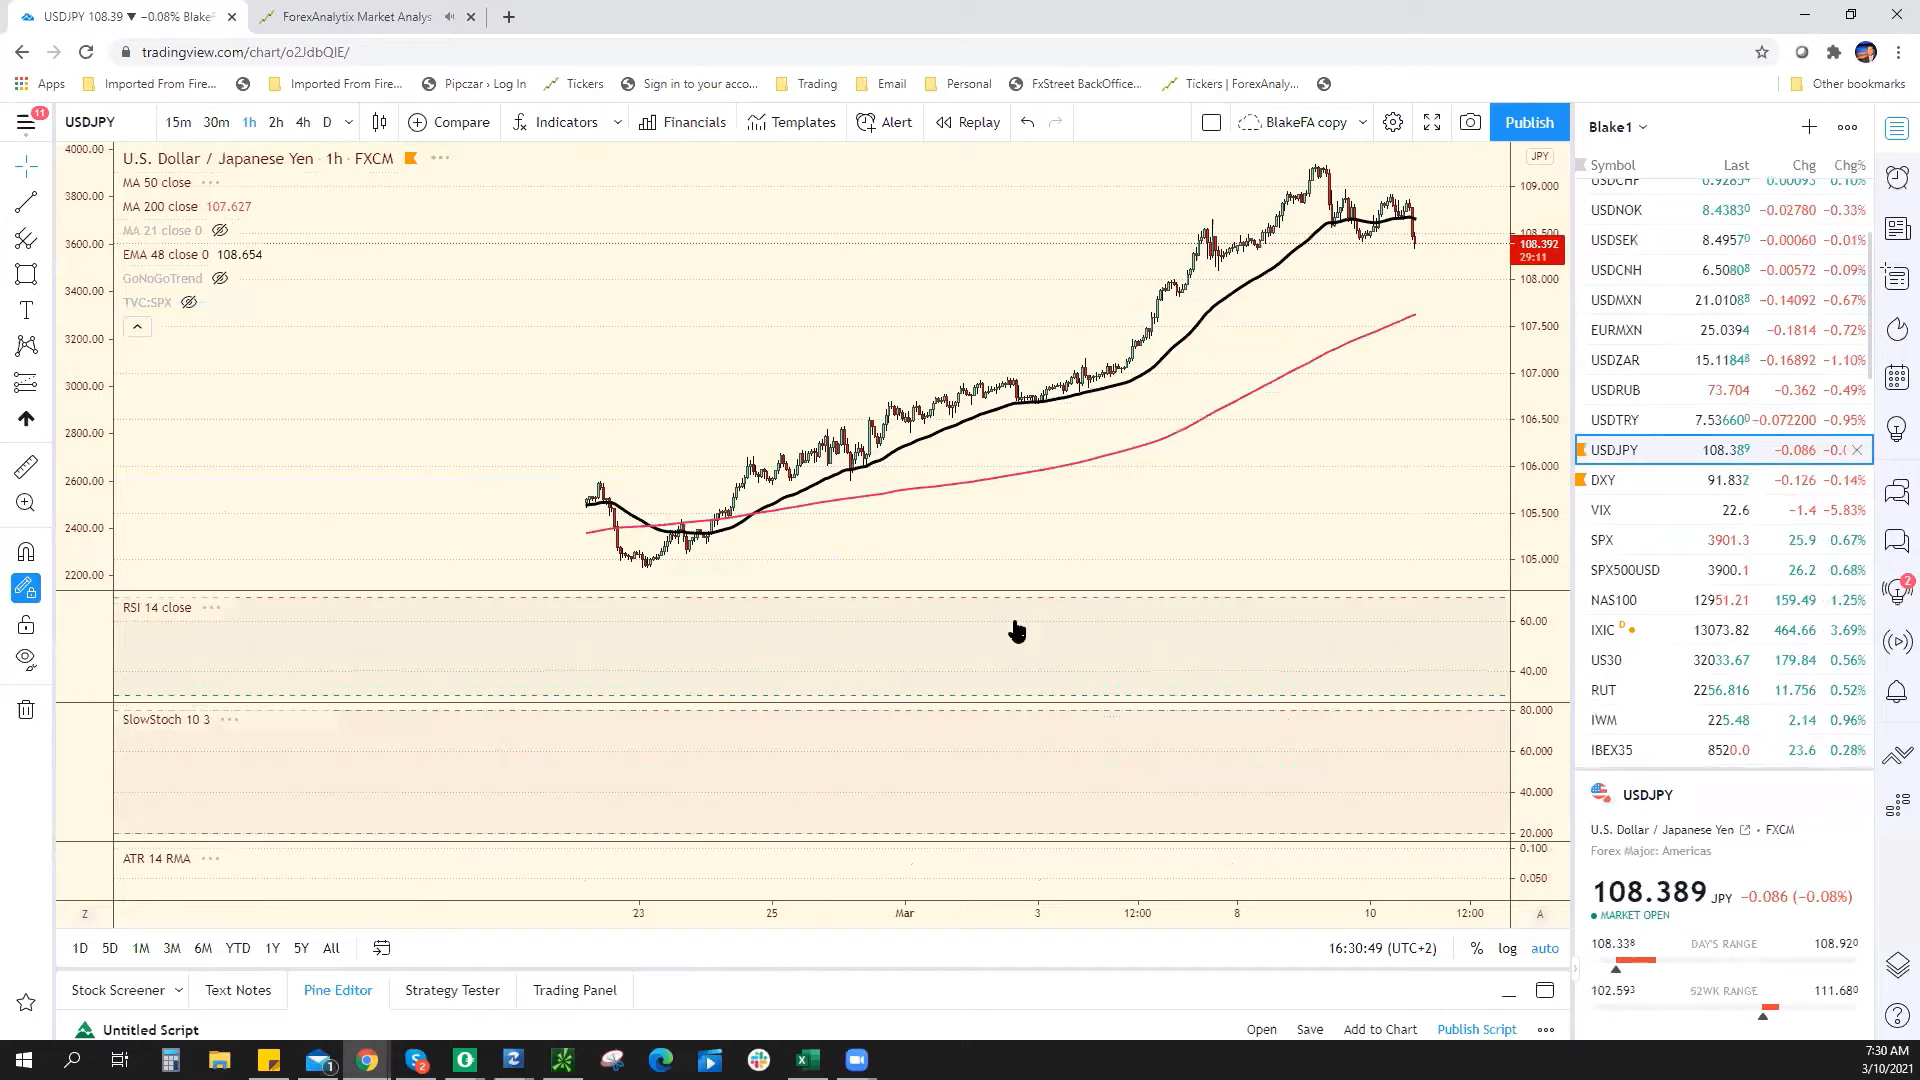 USDJPY 108.39 ▼ −0.08% Blake
ForexAnalytix Market Analys
tradingview.com/chart/o2JdbQIE/
Apps
Imported From Fire...
Imported From Fire...
Pipczar › Log In
Tickers
Sign in to your acco...
Trading
Email
Personal
FxStreet BackOffice...
Tickers | ForexAnaly...
Other bookmarks
11
USDJPY
15m 30m 1h 2h 4h D
Compare
Indicators
Financials
Templates
Alert
Replay
BlakeFA copy
Publish
Blake1
U.S. Dollar / Japanese Yen · 1h · FXCM
MA 50 close
MA 200 close 107.627
MA 21 close 0
EMA 48 close 0 108.654
GoNoGoTrend
TVC:SPX
4000.00
3800.00
3600.00
3400.00
3200.00
3000.00
2800.00
2600.00
2400.00
2200.00
JPY
109.000
108.500
108.392
29:11
108.000
107.500
107.000
106.500
106.000
105.500
105.000
RSI 14 close
60.00
40.00
SlowStoch 10 3
80.000
60.000
40.000
20.000
ATR 14 RMA
0.100
0.050
Z
23 25 Mar 3 12:00 8 10 12:00
A
1D 5D 1M 3M 6M YTD 1Y 5Y All
16:30:49 (UTC+2)
% log auto
Stock Screener
Text Notes
Pine Editor
Strategy Tester
Trading Panel
Untitled Script
Open Save Add to Chart Publish Script
Symbol Last Chg Chg%
USDCHF 0.92854 0.00093 0.10%
USDNOK 8.43830 −0.02780 −0.33%
USDSEK 8.49570 −0.00060 −0.01%
USDCNH 6.50808 −0.00572 −0.09%
USDMXN 21.01088 −0.14092 −0.67%
EURMXN 25.0394 −0.1814 −0.72%
USDZAR 15.11848 −0.16892 −1.10%
USDRUB 73.704 −0.362 −0.49%
USDTRY 7.53660 −0.072200 −0.95%
USDJPY 108.389 −0.086
DXY 91.832 −0.126 −0.14%
VIX 22.6 −1.4 −5.83%
SPX 3901.3 25.9 0.67%
SPX500USD 3900.1 26.2 0.68%
NAS100 12951.21 159.49 1.25%
IXIC D 13073.82 464.66 3.69%
US30 32033.67 179.84 0.56%
RUT 2256.816 11.756 0.52%
IWM 225.48 2.14 0.96%
IBEX35 8520.0 23.6 0.28%
USDJPY
U.S. Dollar / Japanese Yen • FXCM
Forex Major: Americas
108.389 JPY −0.086 (−0.08%)
MARKET OPEN
108.338 DAY'S RANGE 108.920
102.593 52WK RANGE 111.680
2
1
2
7:30 AM
3/10/2021